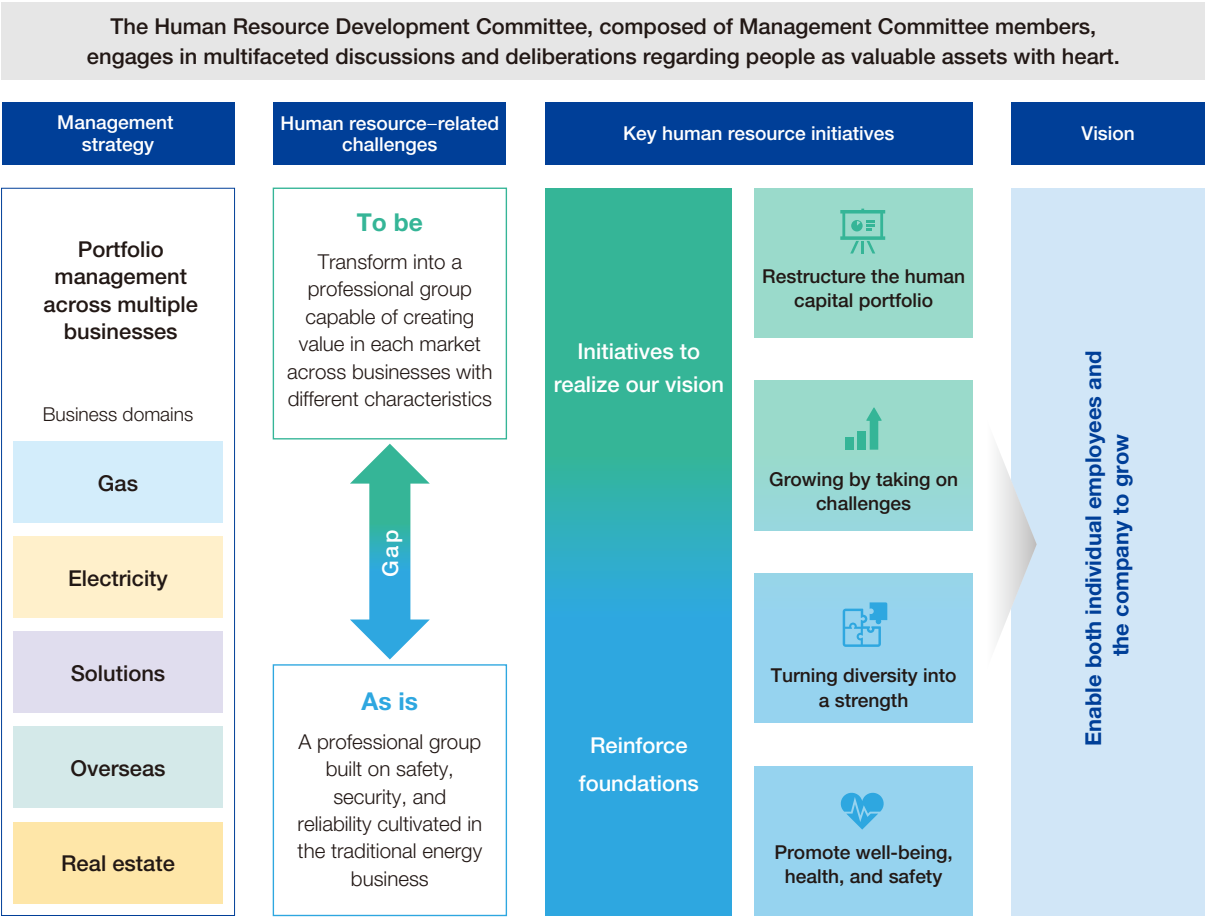 The Human Resource Development Committee, composed of Management Committee members,
engages in multifaceted discussions and deliberations regarding people as valuable assets with heart.
Management
strategy
Human resource–related
challenges
Key human resource initiatives
Vision
Portfolio
management
across multiple
businesses
Business domains
Gas
Electricity
Solutions
Overseas
Real estate
To be
Transform into a
professional group
capable of creating
value in each market
across businesses with
different characteristics
Gap
As is
A professional group
built on safety,
security, and
reliability cultivated in
the traditional energy
business
Initiatives to
realize our vision
Reinforce
foundations
Restructure the human
capital portfolio
Growing by taking on
challenges
Turning diversity into
a strength
Promote well-being,
health, and safety
Enable both individual employees and
the company to grow